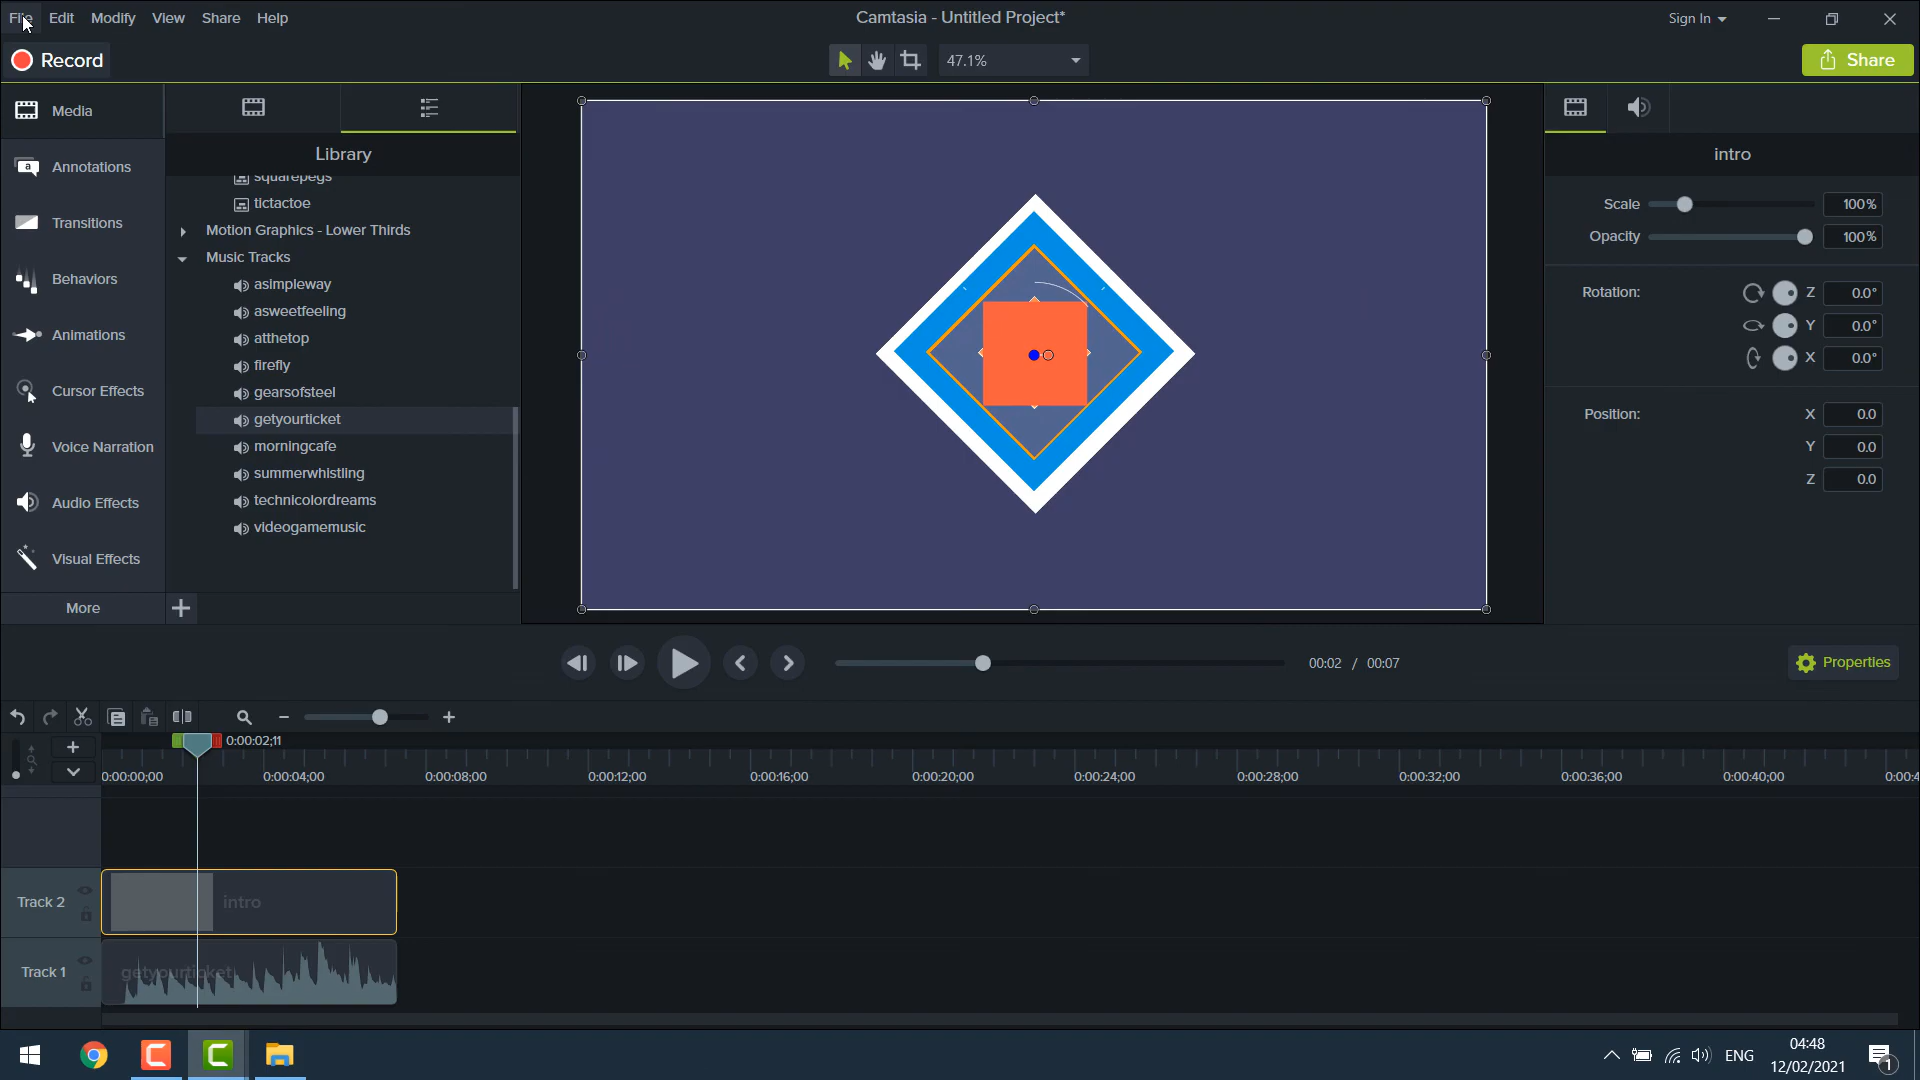 File Edit Modify View Share Help
Camtasia - Untitled Project*
Sign In
Record
47.1%
Share
Media
Annotations
Transitions
Behaviors
Animations
Cursor Effects
Voice Narration
Audio Effects
Visual Effects
More
Library
squarepegs
tictactoe
Motion Graphics - Lower Thirds
Music Tracks
asimpleway
asweetfeeling
atthetop
firefly
gearsofsteel
getyourticket
morningcafe
summerwhistling
technicolordreams
videogamemusic
intro
Scale 100%
Opacity 100%
Rotation: Z 0.0°
Y 0.0°
X 0.0°
Position: X 0.0
Y 0.0
Z 0.0
00:02 / 00:07
Properties
0:00:02;11
0:00:00;00 0:00:04;00 0:00:08;00 0:00:12;00 0:00:16;00 0:00:20;00 0:00:24;00 0:00:28;00 0:00:32;00 0:00:36;00 0:00:40;00 0:00:4
Track 2
intro
Track 1
getyourticket
ENG
04:48
12/02/2021
1